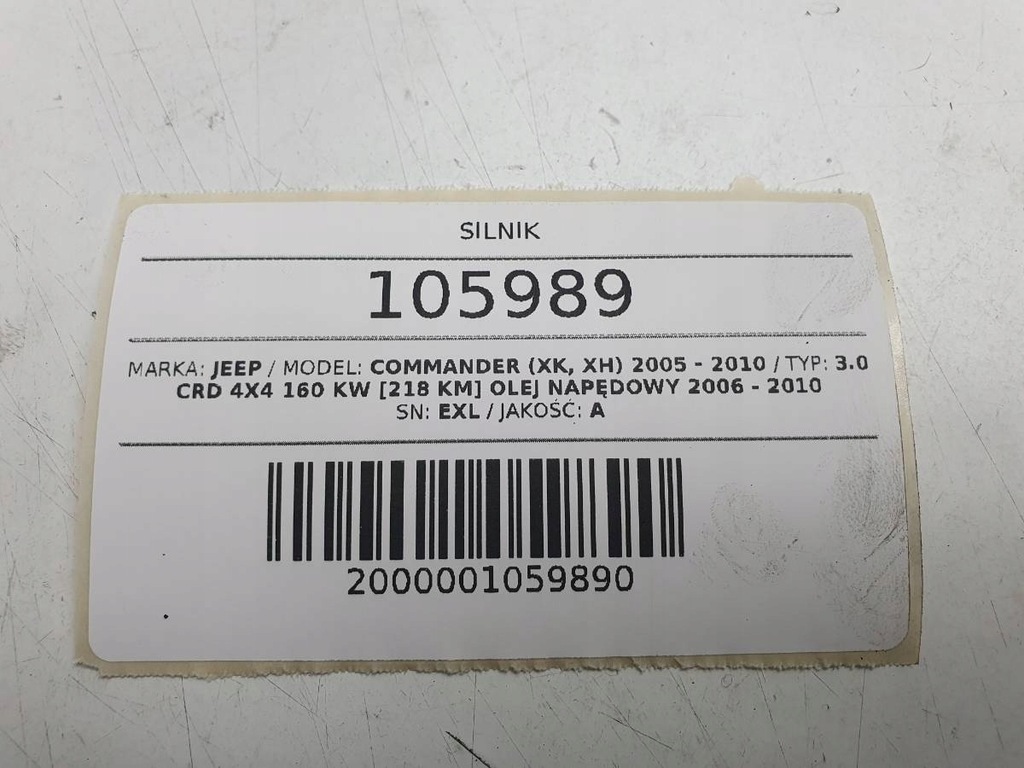 SILNIK
105989
MARKA: JEEP / MODEL: COMMANDER (XK, XH) 2005 - 2010 / TYP: 3.0
CRD 4X4 160 KW [218 KM] OLEJ NAPĘDOWY 2006 - 2010
SN: EXL / JAKOŚĆ: A
2000001059890